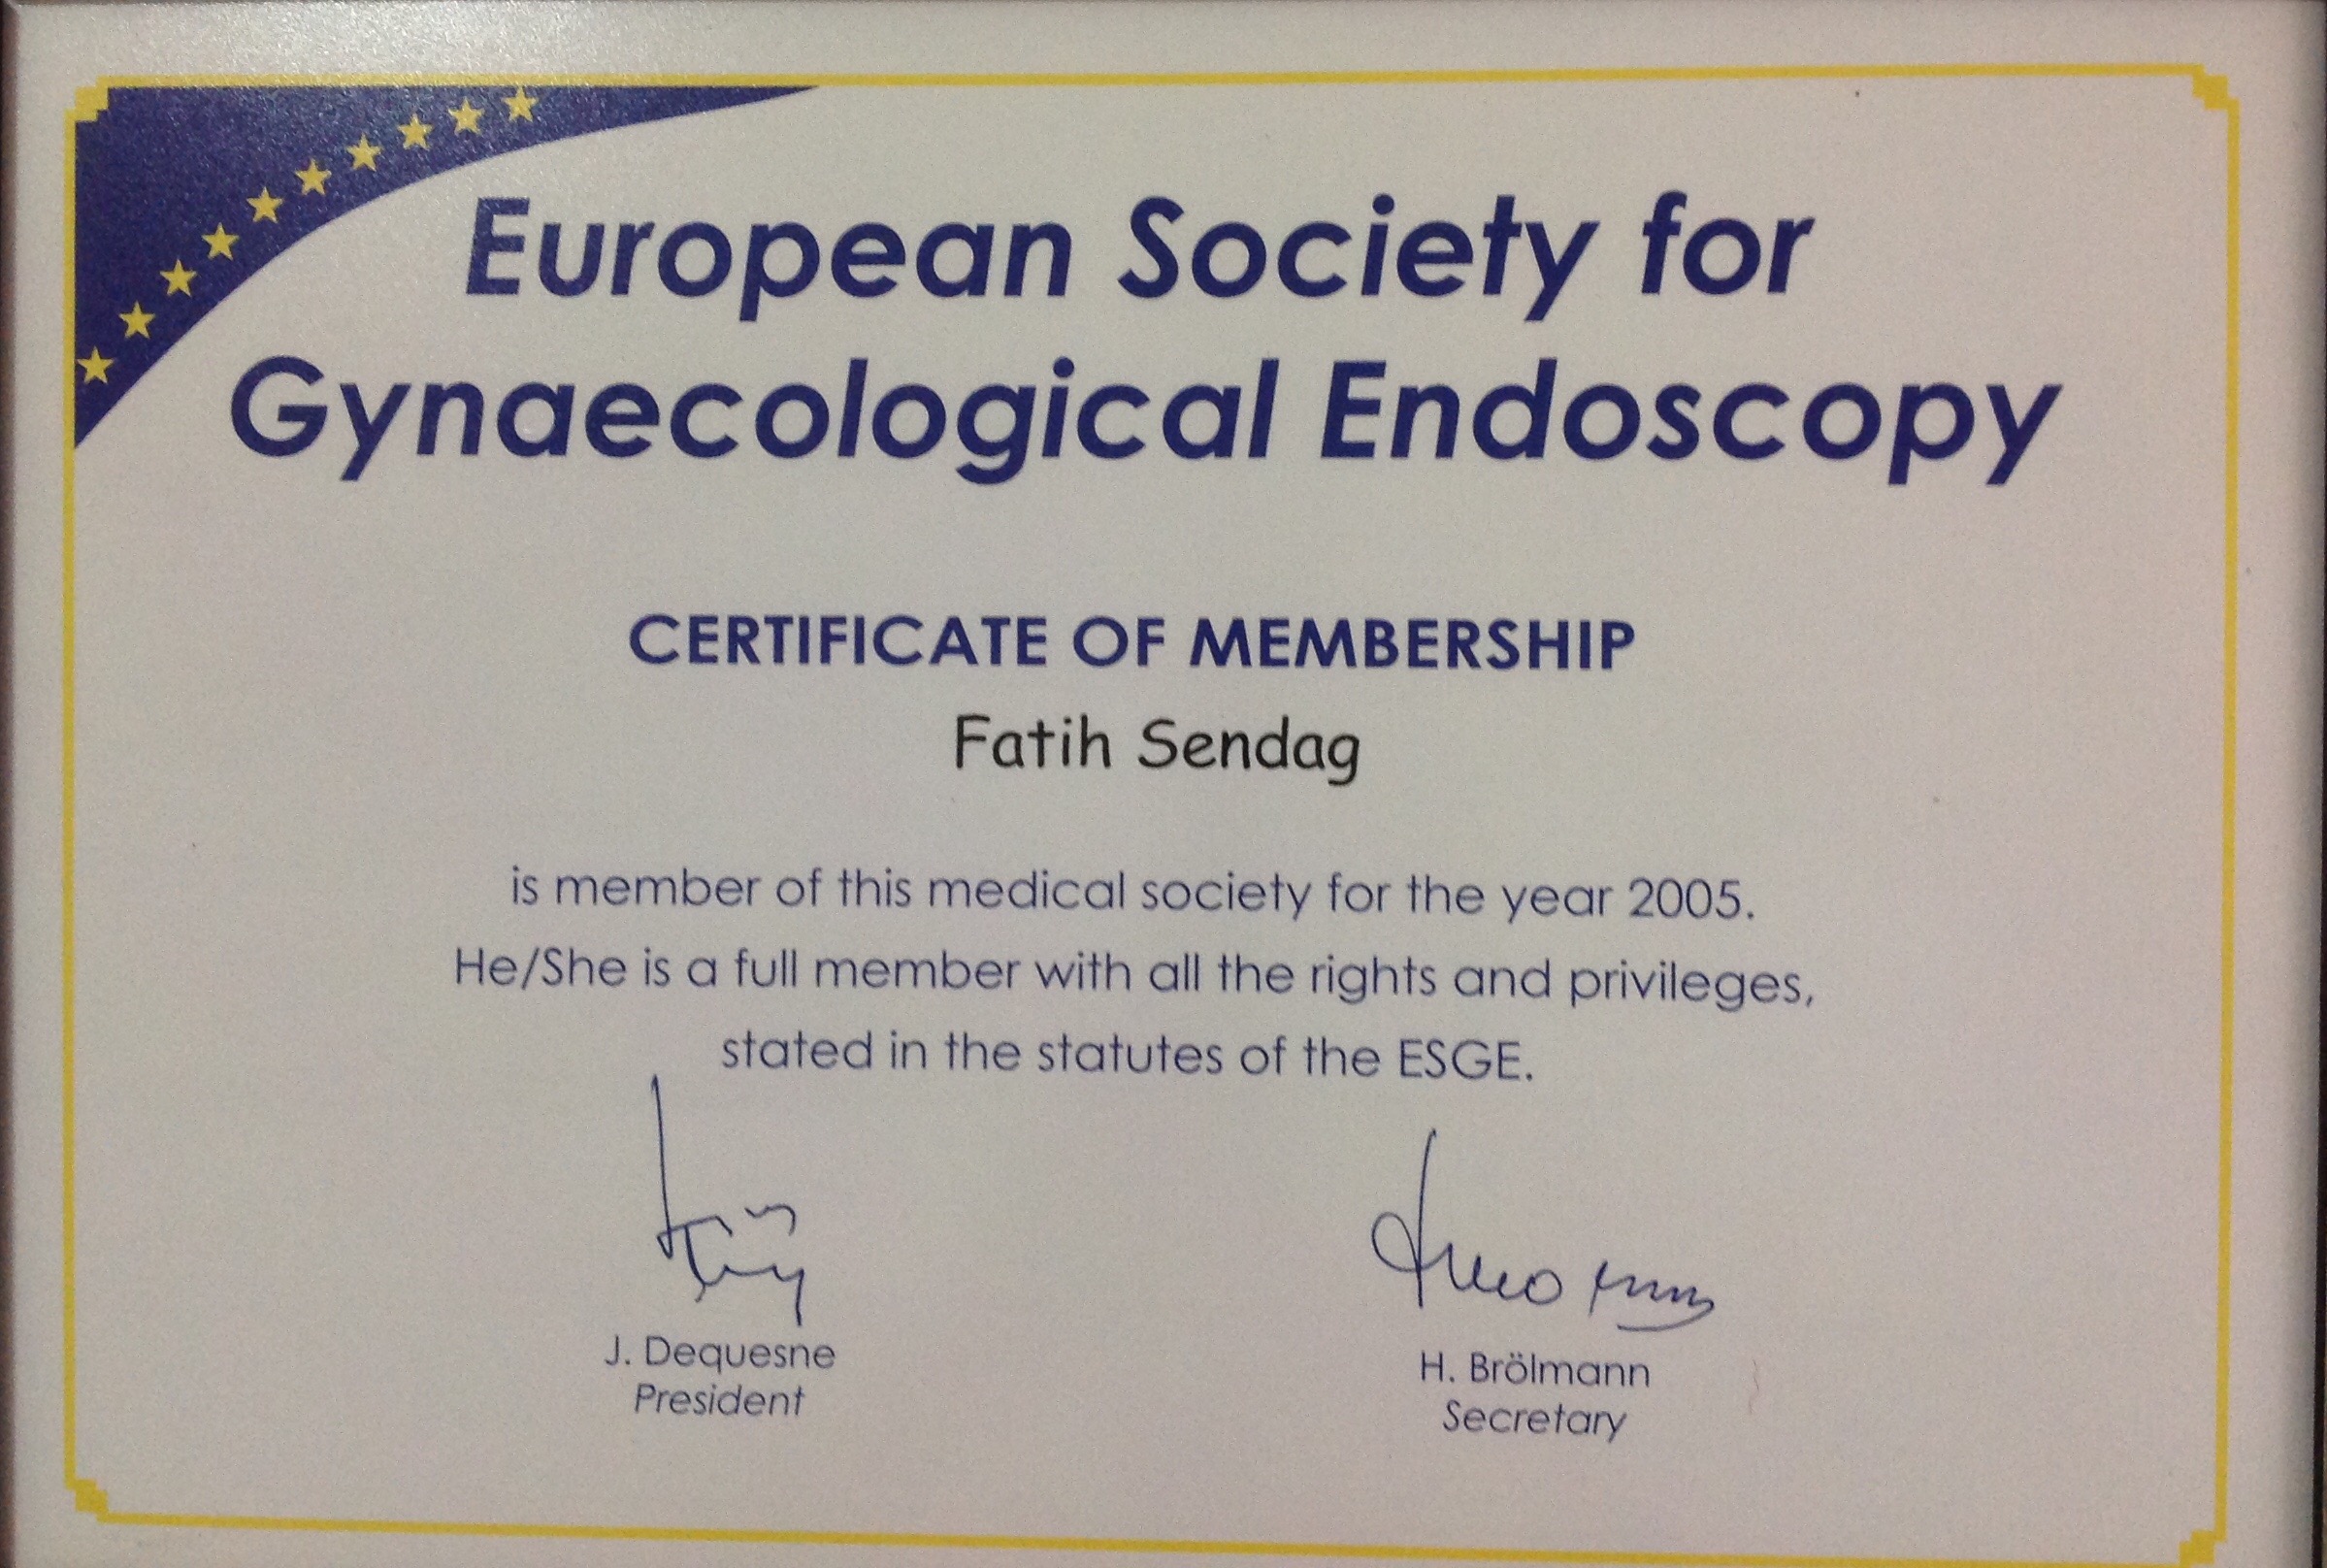 European Society for
Gynaecological Endoscopy
CERTIFICATE OF MEMBERSHIP
Fatih Sendag
is member of this medical society for the year 2005.
He/She is a full member with all the rights and privileges,
stated in the statutes of the ESGE.
J. Dequesne
President
H. Brölmann
Secretary